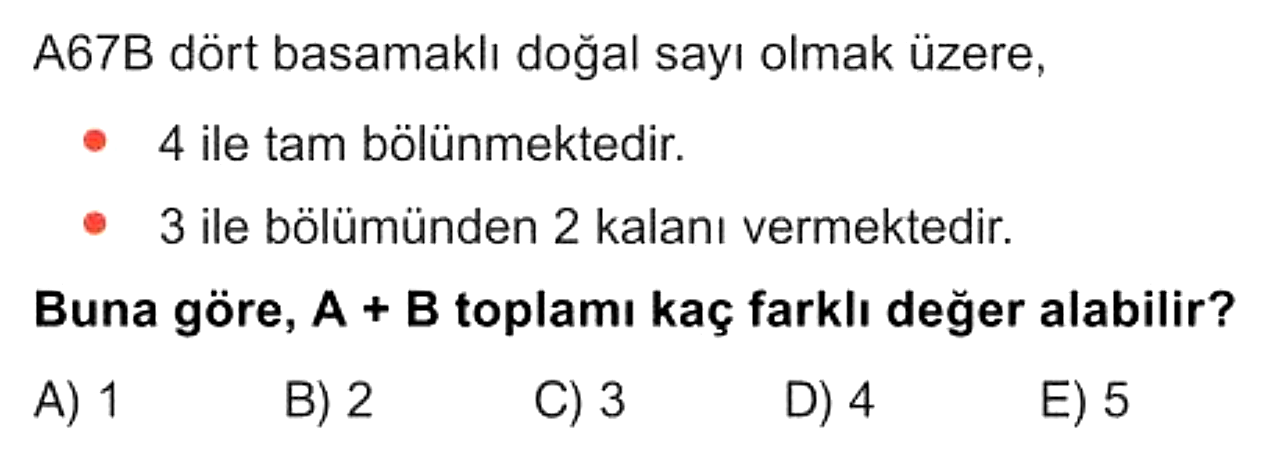 A67B dört basamaklı doğal sayı olmak üzere,
• 4 ile tam bölünmektedir.
• 3 ile bölümünden 2 kalanı vermektedir.
Buna göre, A + B toplamı kaç farklı değer alabilir?
A) 1 B) 2 C) 3 D) 4 E) 5